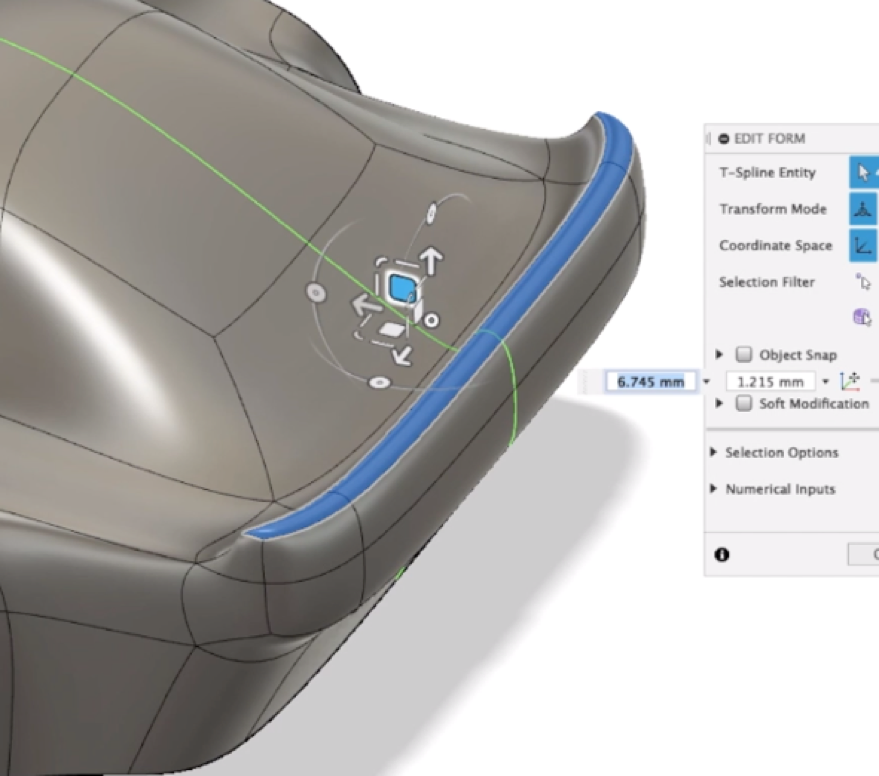 EDIT FORM
T-Spline Entity
Transform Mode
Coordinate Space
Selection Filter
Object Snap
6.745 mm 1.215 mm
Soft Modification
Selection Options
Numerical Inputs